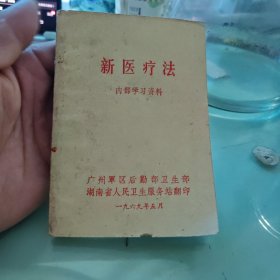 新医疗法
内部学习资料
广州军区后勤部卫生部
湖南省人民卫生服务站翻印
一九六九年五月